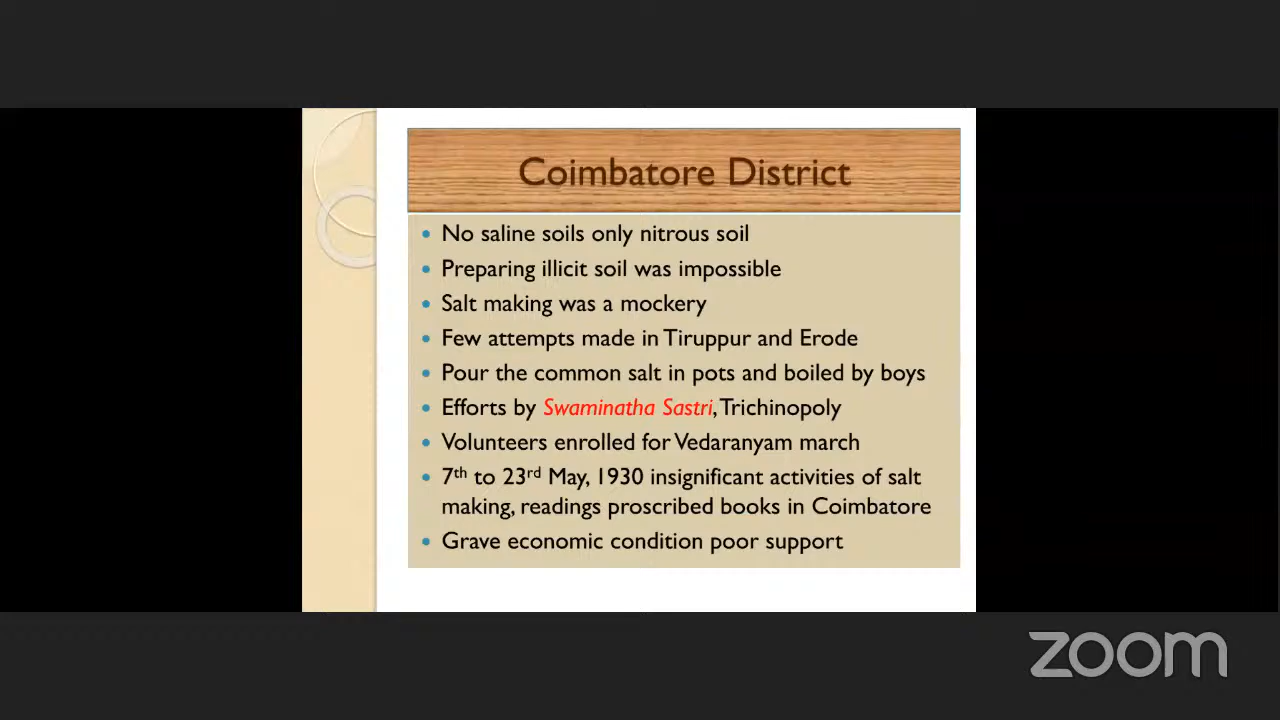 Coimbatore District
No saline soils only nitrous soil
Preparing illicit soil was impossible
Salt making was a mockery
Few attempts made in Tiruppur and Erode
Pour the common salt in pots and boiled by boys
Efforts by Swaminatha Sastri, Trichinopoly
Volunteers enrolled for Vedaranyam march
7th to 23rd May, 1930 insignificant activities of salt
making, readings proscribed books in Coimbatore
Grave economic condition poor support
zoom